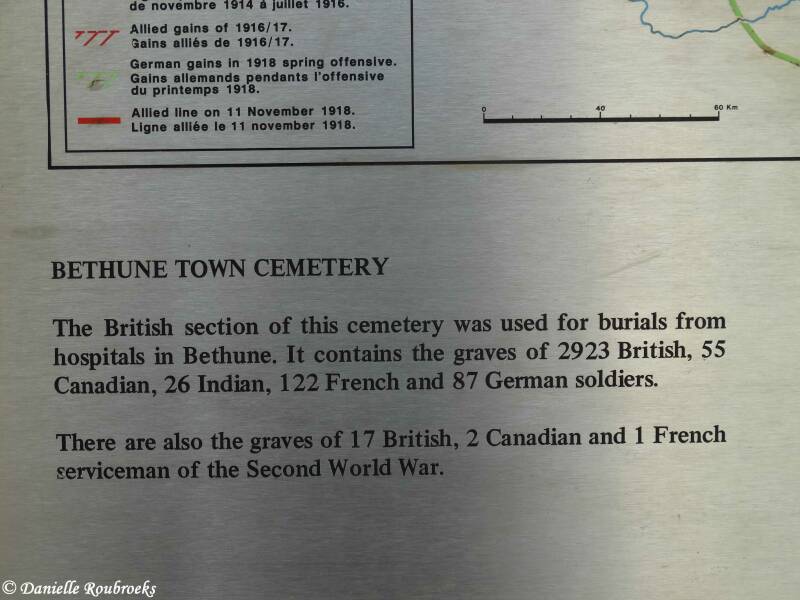 de novembre 1914 à juillet 1916.
Allied gains of 1916/17.
Gains alliés de 1916/17.
German gains in 1918 spring offensive.
Gains allemands pendants l'offensive
du printemps 1918.
Allied line on 11 November 1918.
Ligne alliée le 11 november 1918.
0 40 60 Km
BETHUNE TOWN CEMETERY
The British section of this cemetery was used for burials from
hospitals in Bethune. It contains the graves of 2923 British, 55
Canadian, 26 Indian, 122 French and 87 German soldiers.
There are also the graves of 17 British, 2 Canadian and 1 French
serviceman of the Second World War.
© Danielle Roubroeks